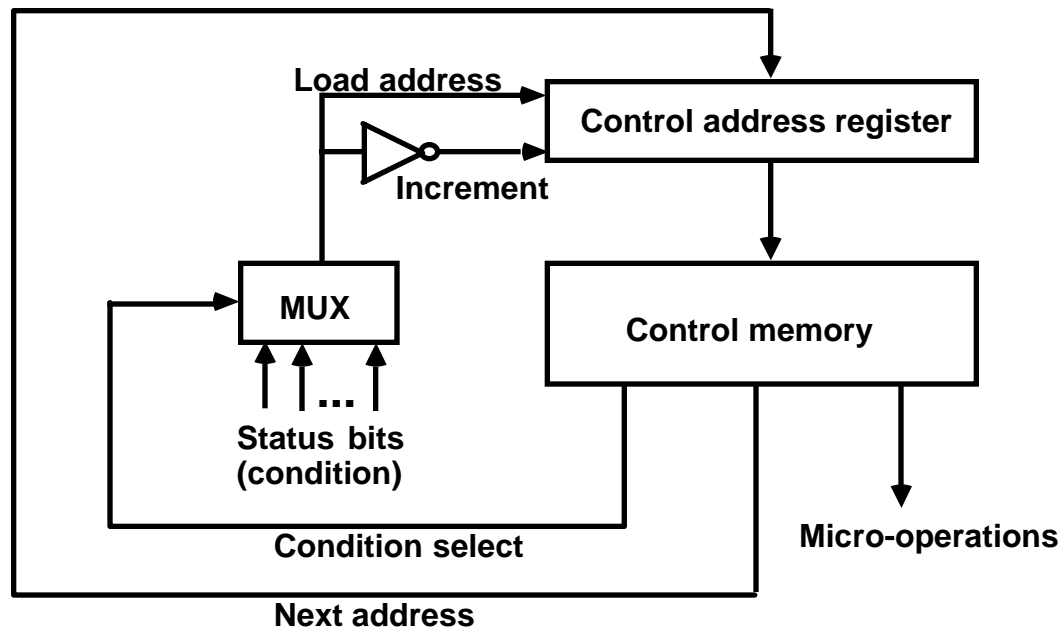 Load address
Control address register
Increment
MUX
Control memory
...
Status bits
(condition)
Condition select
Micro-operations
Next address